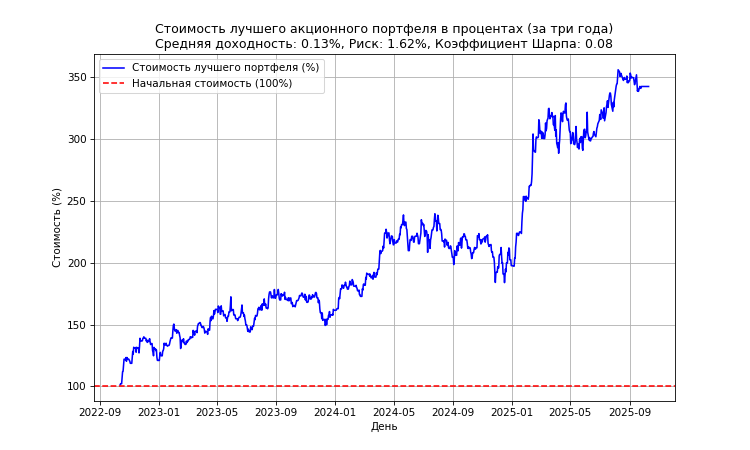 Стоимость лучшего акционного портфеля в процентах (за три года)
Средняя доходность: 0.13%, Риск: 1.62%, Коэффициент Шарпа: 0.08
Стоимость лучшего портфеля (%)
Начальная стоимость (100%)
Стоимость (%)
350
300
250
200
150
100
2022-09 2023-01 2023-05 2023-09 2024-01 2024-05 2024-09 2025-01 2025-05 2025-09
День